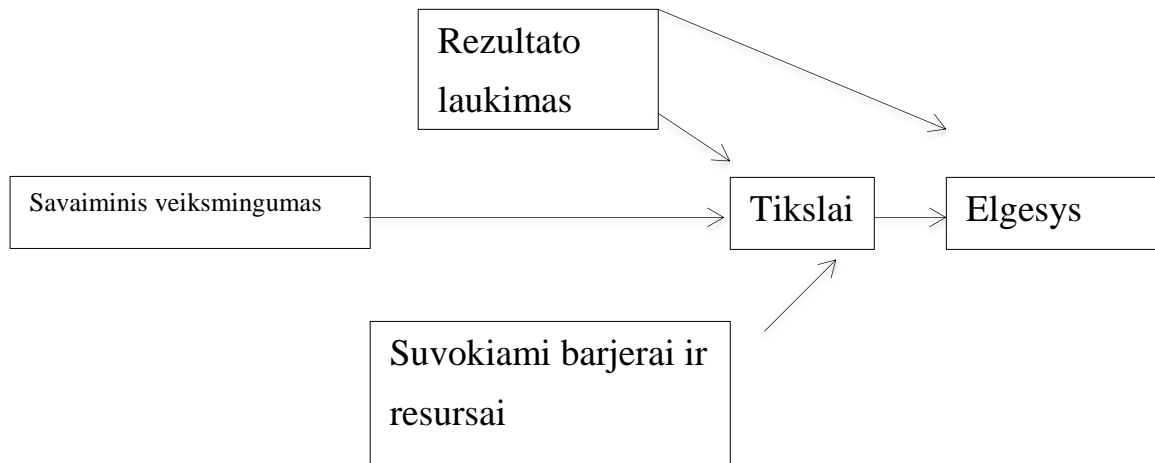 Rezultato
laukimas
Savaiminis veiksmingumas
Tikslai
Elgesys
Suvokiami barjerai ir
resursai